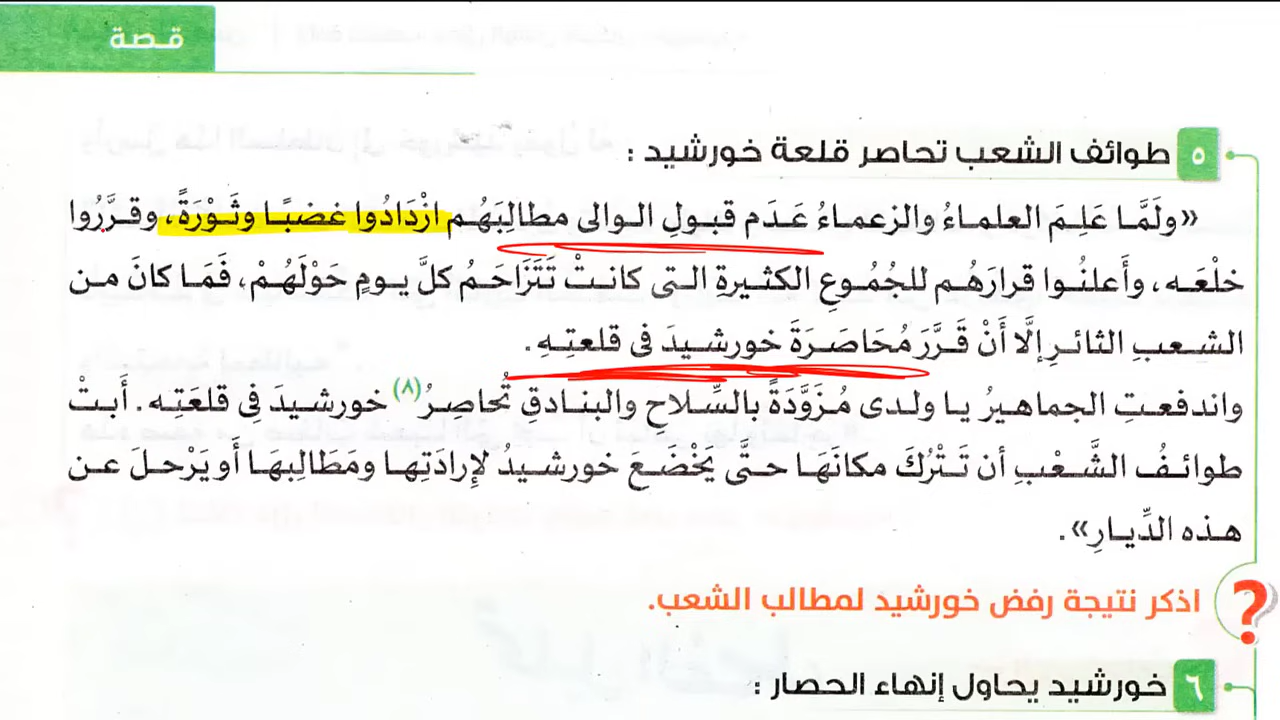 قصة
٥ طوائف الشعب تحاصر قلعة خورشيد :
«ولَمَّا عَلِمَ العلماءُ والزعماءُ عَدَم قبولِ الوالى مطالِبَهُم ازْدَادُوا غضبًا وثَوْرَةً، وقرَّرُوا
خلْعَه، وأَعلنُوا قرارَهُم للجُمُوعِ الكثيرةِ التى كانتْ تَتَزَاحَمُ كلَّ يومٍ حَوْلَهُمْ، فَمَا كانَ من
الشعبِ الثائرِ إلَّا أَنْ قَرَّرَ مُحَاصَرَةَ خورشيدَ فى قلعتِهِ.
واندفعتِ الجماهيرُ يا ولدى مُزَوَّدَةً بالسِّلاحِ والبنادقِ تُحاصِرُ(٨) خورشيدَ فِى قلعَتِه. أَبتْ
طوائفُ الشَّعْبِ أن تَتْرُكَ مكانَهَا حتَّى يَخْضَعَ خورشيدُ لإِرادَتِها ومَطَالِبِهَا أَو يَرْحلَ عن
هذه الدِّيارِ».
اذكر نتيجة رفض خورشيد لمطالب الشعب. ?
٦ خورشيد يحاول إنهاء الحصار :